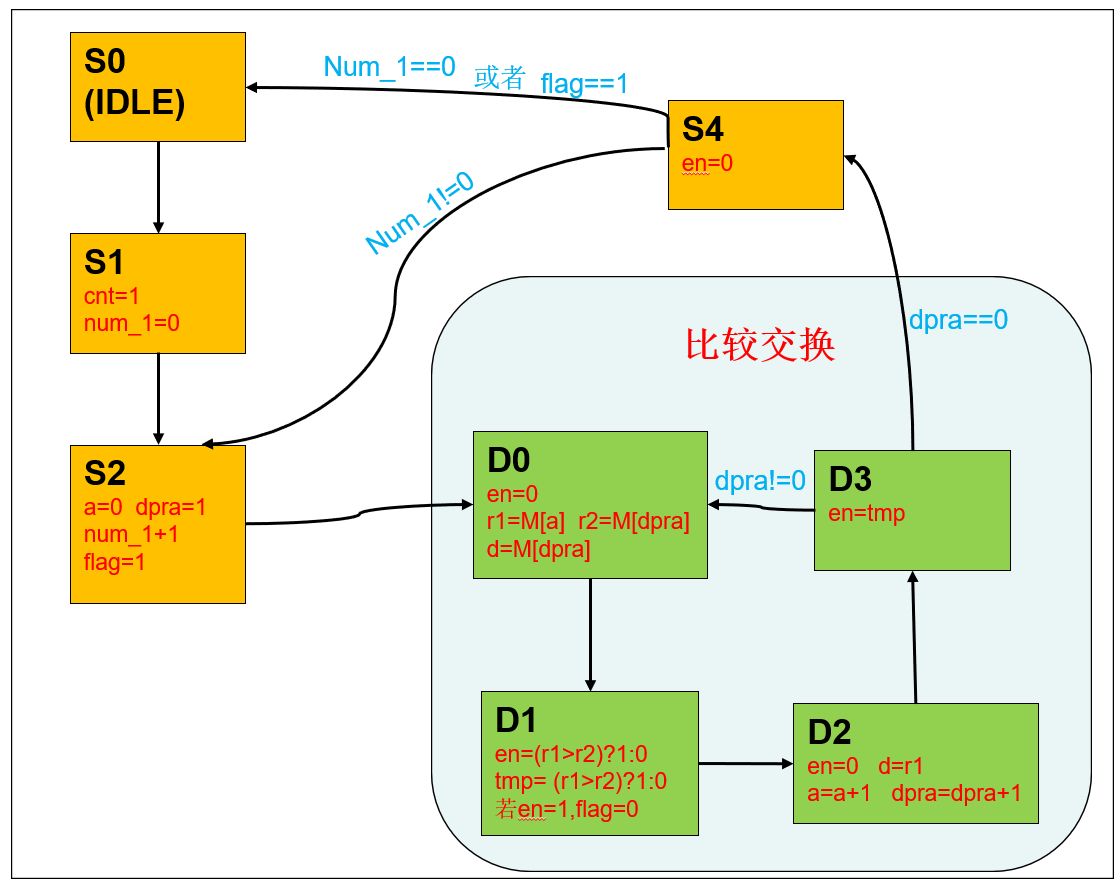 S0
(IDLE)
Num_1==0 或者 flag==1
S4
en=0
Num_1!=0
S1
cnt=1
num_1=0
dpra==0
比较交换
S2
a=0 dpra=1
num_1+1
flag=1
D0
en=0
r1=M[a] r2=M[dpra]
d=M[dpra]
dpra!=0
D3
en=tmp
D1
en=(r1>r2)?1:0
tmp= (r1>r2)?1:0
若en=1,flag=0
D2
en=0 d=r1
a=a+1 dpra=dpra+1